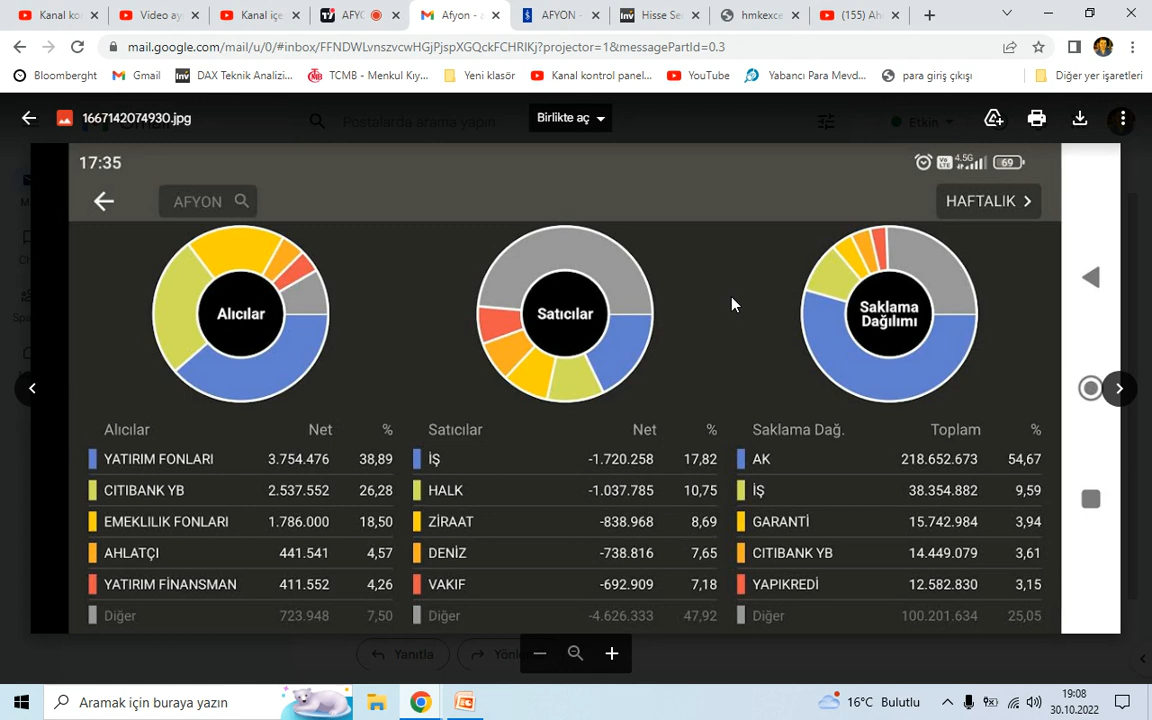 Kanal ko
Video ay
Kanal içe
AFYO
Afyon - a
AFYON -
Hisse Se
hmkexce
(155) Ah
mail.google.com/mail/u/0/#inbox/FFNDWLvnszvcwHGjPjspXGQckFCHRIKj?projector=1&messagePartId=0.3
Bloomberght
Gmail
DAX Teknik Analizi...
TCMB - Menkul Kıy...
Yeni klasör
Kanal kontrol panel...
YouTube
Yabancı Para Mevd...
para giriş çıkışı
Diğer yer işaretleri
1667142074930.jpg
Birlikte aç
Postalarda arama yapın
Etkin
17:35
4.5G
69
AFYON
HAFTALIK
Alıcılar
Satıcılar
Saklama
Dağılımı
Alıcılar Net %
YATIRIM FONLARI 3.754.476 38,89
CITIBANK YB 2.537.552 26,28
EMEKLILIK FONLARI 1.786.000 18,50
AHLATÇI 441.541 4,57
YATIRIM FİNANSMAN 411.552 4,26
Diğer 723.948 7,50
Satıcılar Net %
İŞ -1.720.258 17,82
HALK -1.037.785 10,75
ZİRAAT -838.968 8,69
DENİZ -738.816 7,65
VAKIF -692.909 7,18
Diğer -4.626.333 47,92
Saklama Dağ. Toplam %
AK 218.652.673 54,67
İŞ 38.354.882 9,59
GARANTİ 15.742.984 3,94
CITIBANK YB 14.449.079 3,61
YAPIKREDİ 12.582.830 3,15
Diğer 100.201.634 25,05
Yanıtla
Yönle
Aramak için buraya yazın
16°C Bulutlu
19:08
30.10.2022